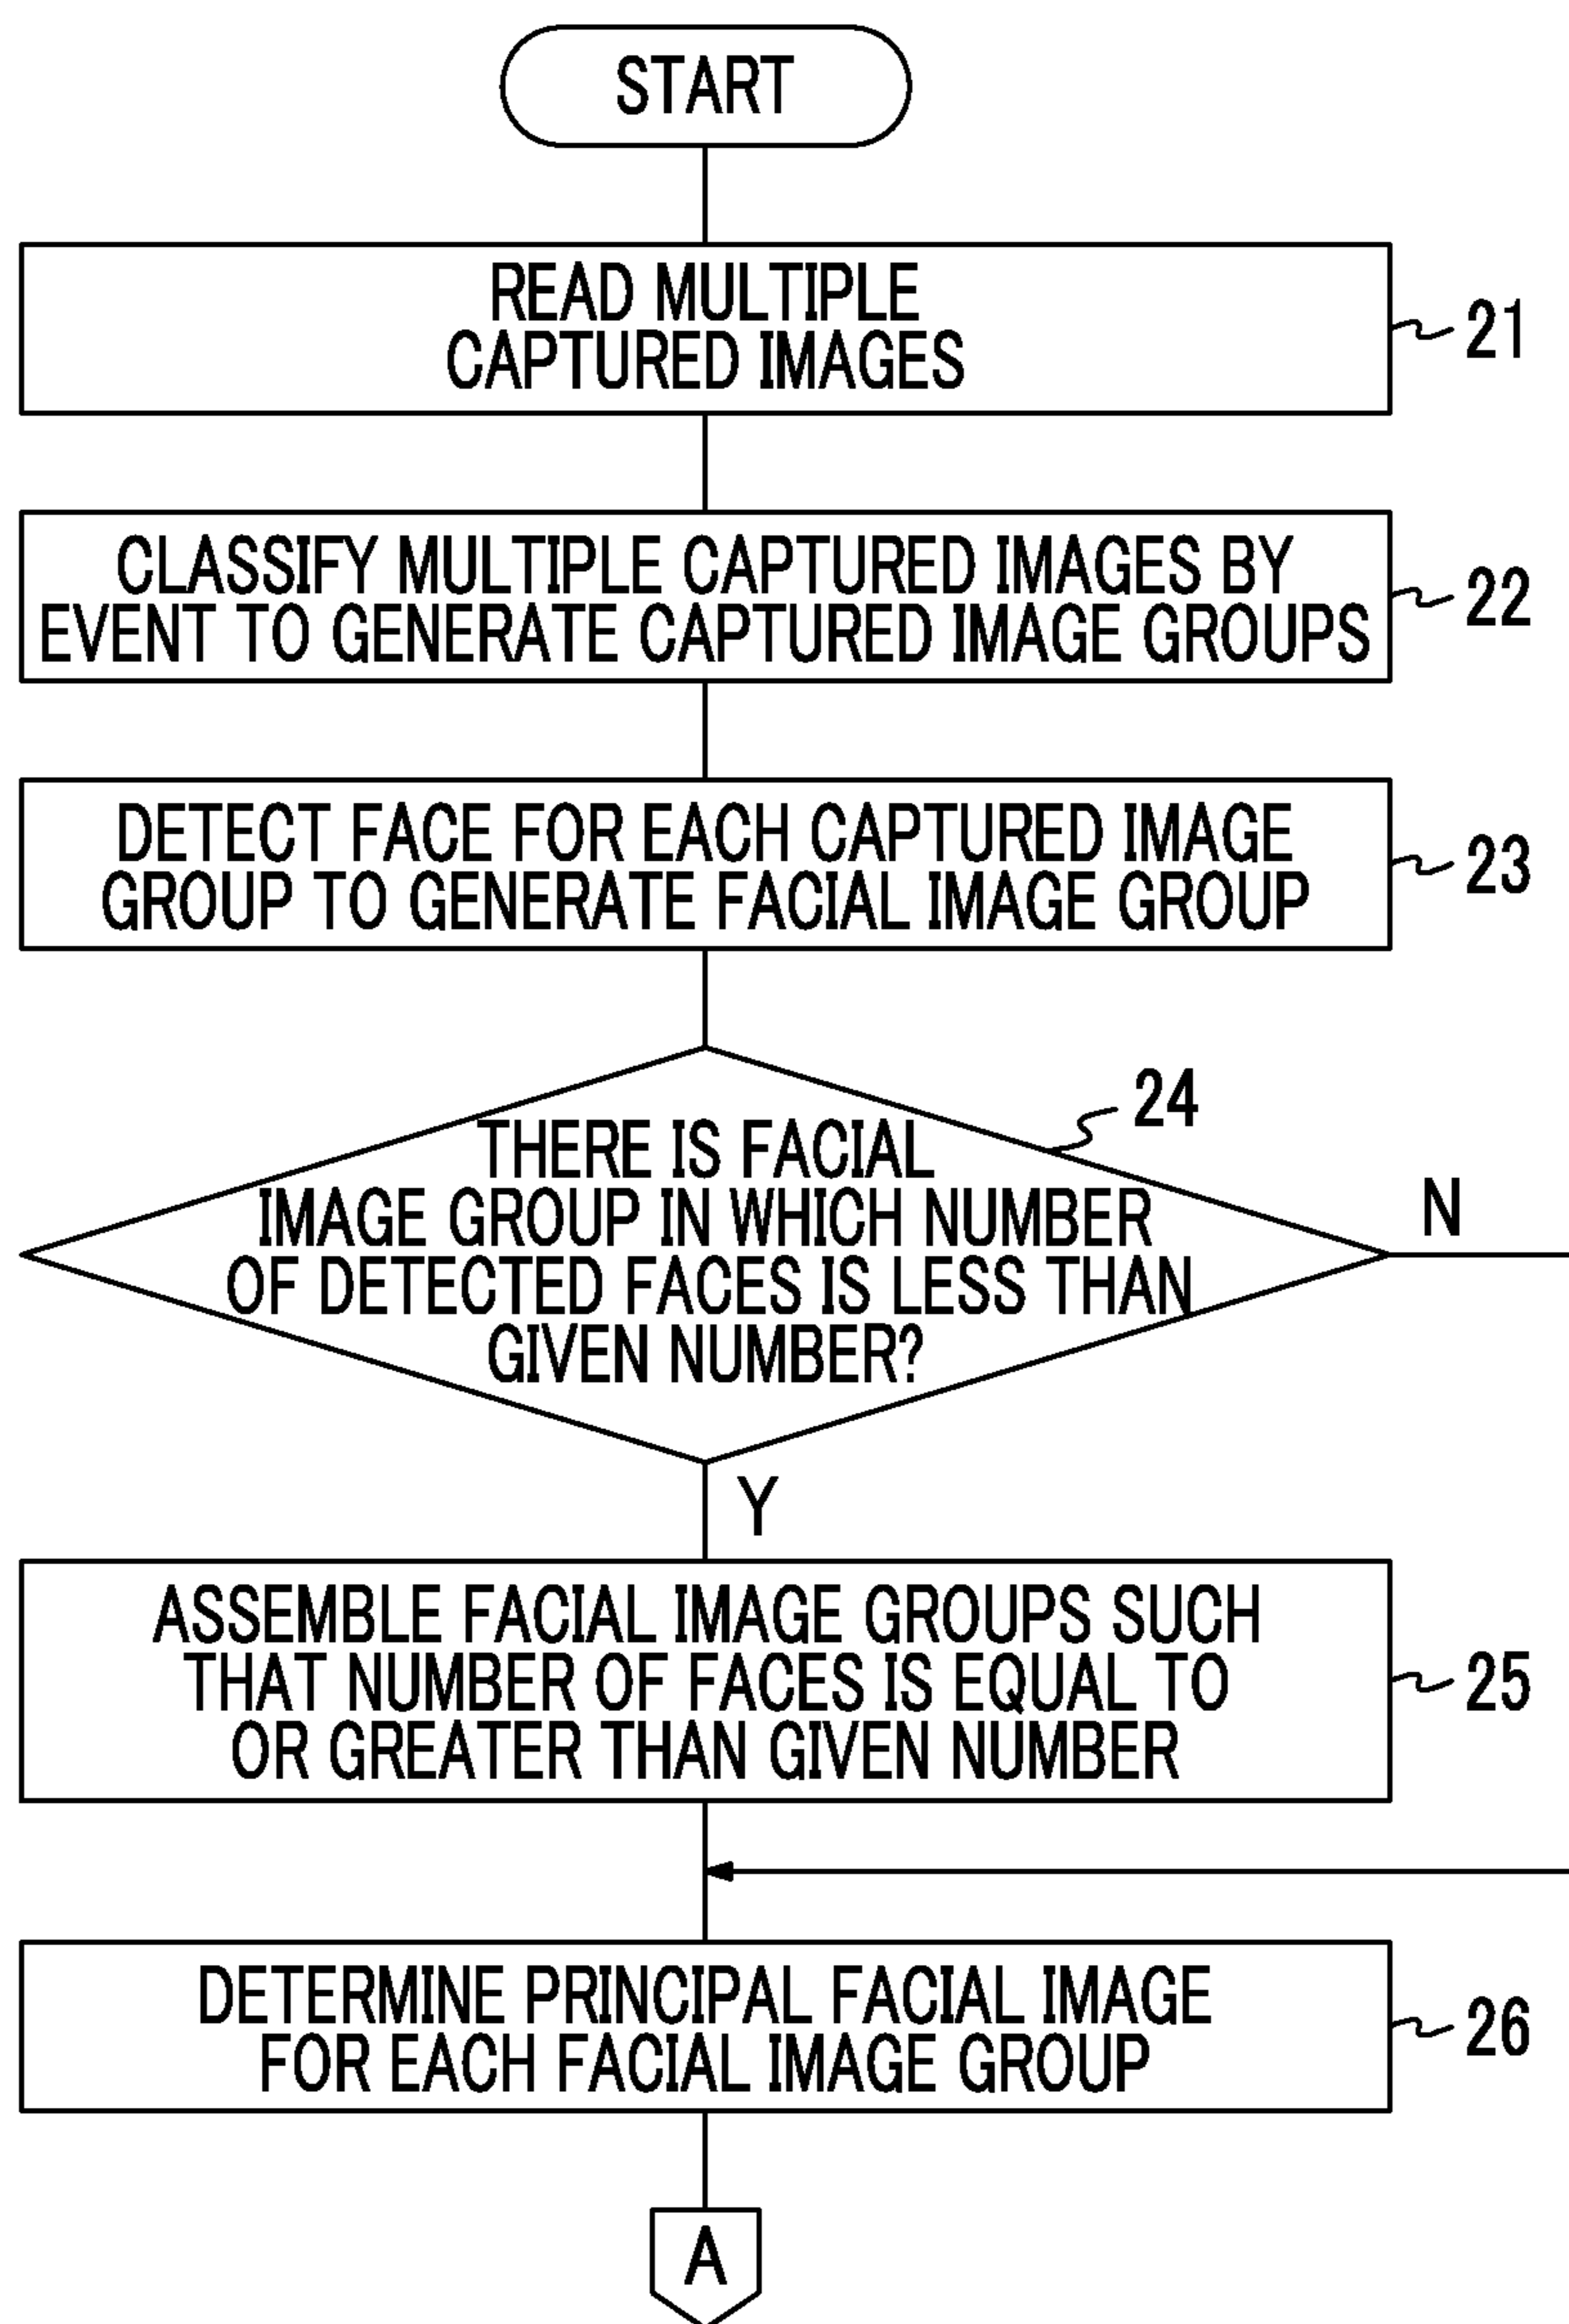 START
READ MULTIPLE
CAPTURED IMAGES
21
CLASSIFY MULTIPLE CAPTURED IMAGES BY
EVENT TO GENERATE CAPTURED IMAGE GROUPS
22
DETECT FACE FOR EACH CAPTURED IMAGE
GROUP TO GENERATE FACIAL IMAGE GROUP
23
24
THERE IS FACIAL
IMAGE GROUP IN WHICH NUMBER
OF DETECTED FACES IS LESS THAN
GIVEN NUMBER?
N
Y
ASSEMBLE FACIAL IMAGE GROUPS SUCH
THAT NUMBER OF FACES IS EQUAL TO
OR GREATER THAN GIVEN NUMBER
25
DETERMINE PRINCIPAL FACIAL IMAGE
FOR EACH FACIAL IMAGE GROUP
26
A